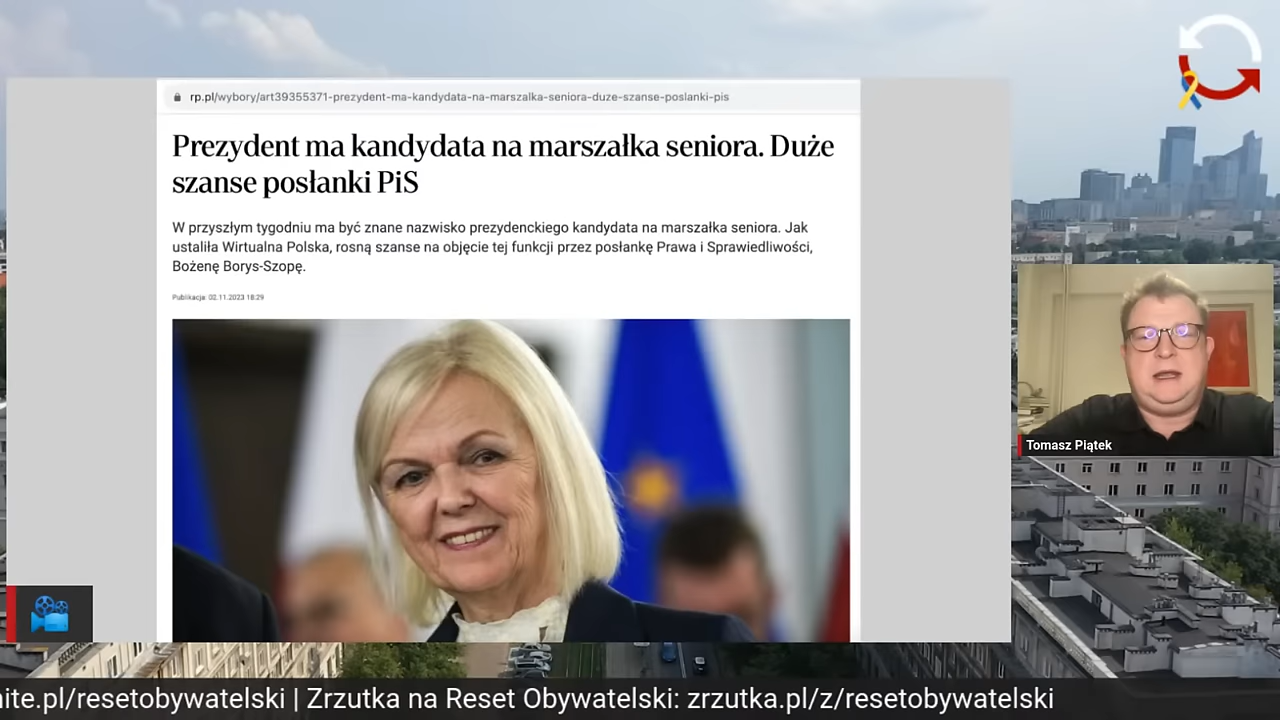 rp.pl/wybory/art39355371-prezydent-ma-kandydata-na-marszalka-seniora-duze-szanse-poslanki-pis
Prezydent ma kandydata na marszałka seniora. Duże
szanse posłanki PiS
W przyszłym tygodniu ma być znane nazwisko prezydenckiego kandydata na marszałka seniora. Jak
ustaliła Wirtualna Polska, rosną szanse na objęcie tej funkcji przez posłankę Prawa i Sprawiedliwości,
Bożenę Borys-Szopę.
Publikacja: 02.11.2023 18:29
Tomasz Piątek
nite.pl/resetobywatelski | Zrzutka na Reset Obywatelski: zrzutka.pl/z/resetobywatelski